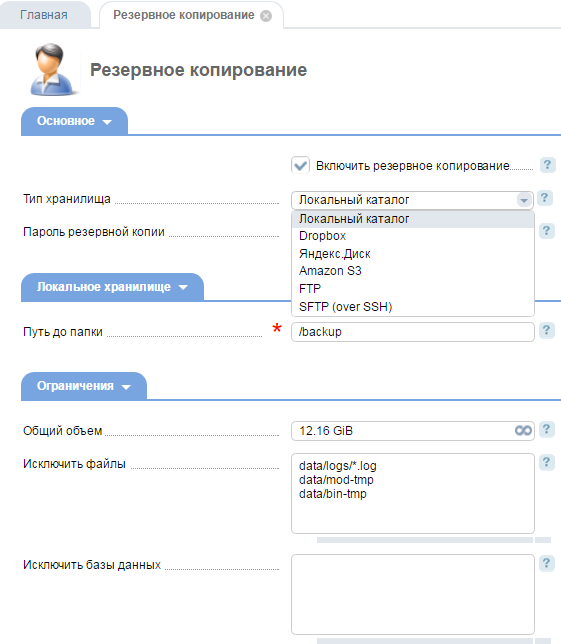 Главная
Резервное копирование
Резервное копирование
Основное
Включить резервное копирование ?
Тип хранилища Локальный каталог ?
Локальный каталог
Пароль резервной копии ?
Dropbox
Яндекс.Диск
Amazon S3
FTP
SFTP (over SSH)
Локальное хранилище
Путь до папки * /backup ?
Ограничения
Общий объем 12.16 GiB ?
Исключить файлы ?
data/logs/*.log
data/mod-tmp
data/bin-tmp
Исключить базы данных ?